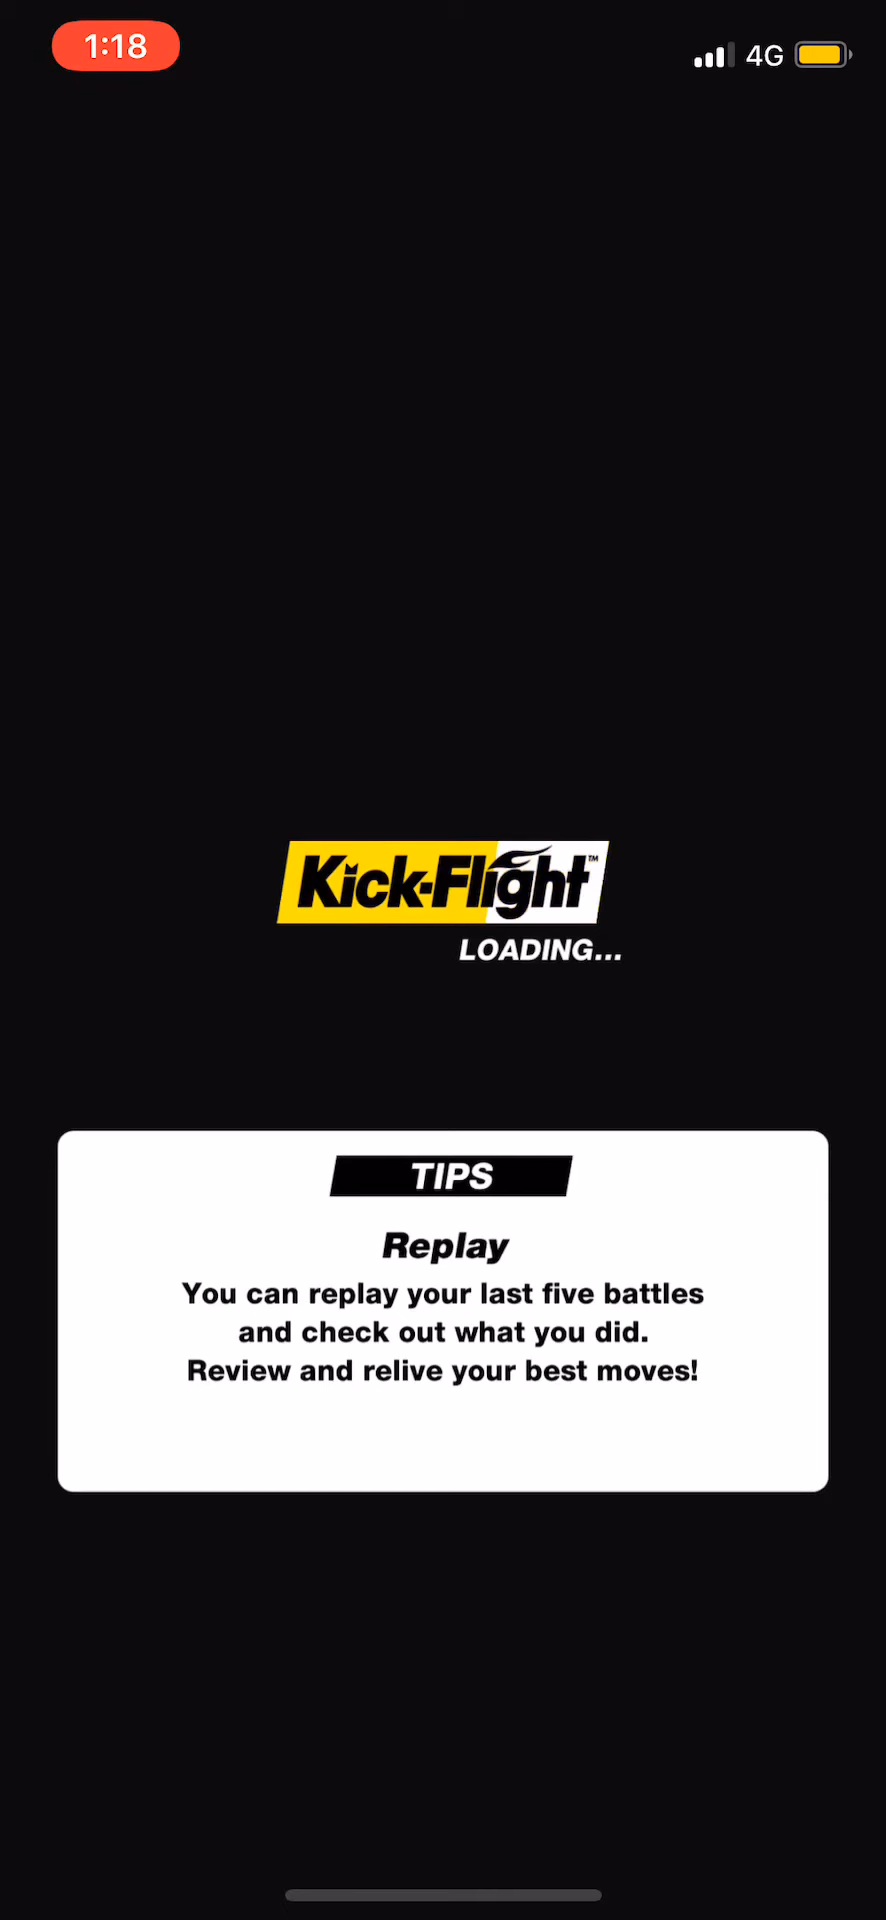 1:18
4G
Kick-Flight™
LOADING...
TIPS
Replay
You can replay your last five battles
and check out what you did.
Review and relive your best moves!